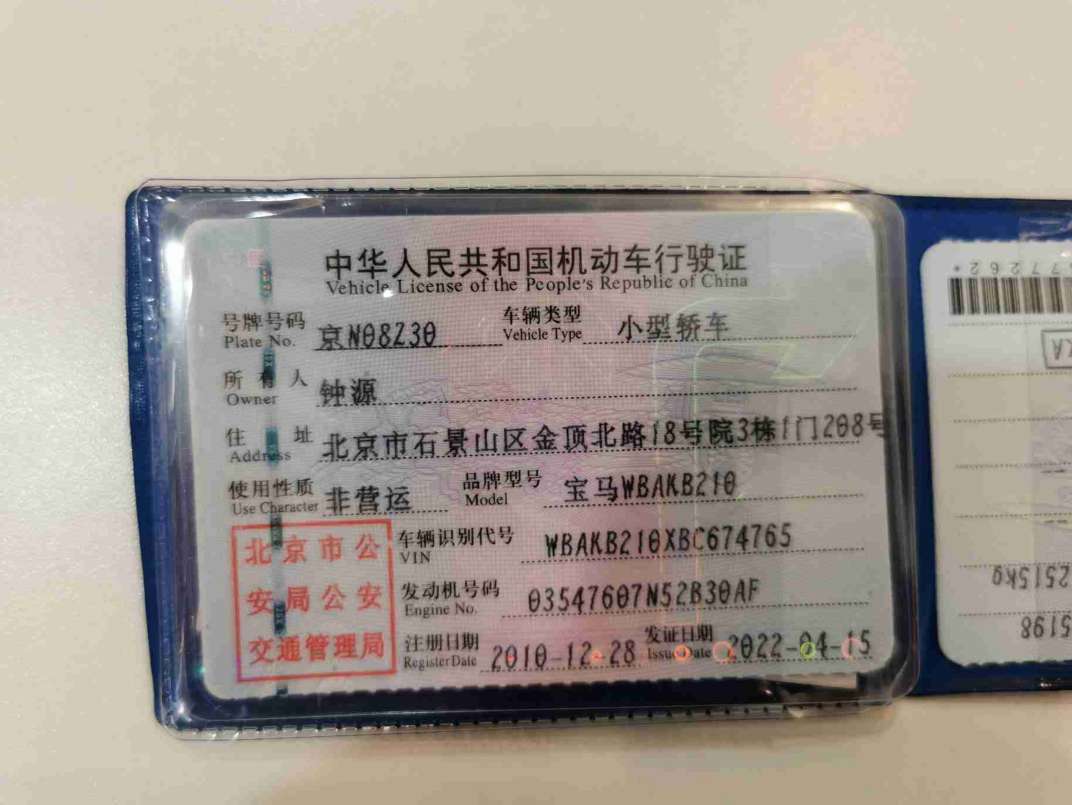 中华人民共和国机动车行驶证
Vehicle License of the People's Republic of China
号牌号码 Plate No. 京N08Z30 车辆类型 Vehicle Type 小型轿车
所有人 Owner 钟源
住址 Address 北京市石景山区金顶北路18号院3栋1门208号
使用性质 Use Character 非营运 品牌型号 Model 宝马WBAKB210
北京市公
安局公安
交通管理局
车辆识别代号 VIN WBAKB210XBC674765
发动机号码 Engine No. 03547607N52B30AF
注册日期 Register Date 2010-12-28 发证日期 Issue Date 2022-04-15
2515kg
5198